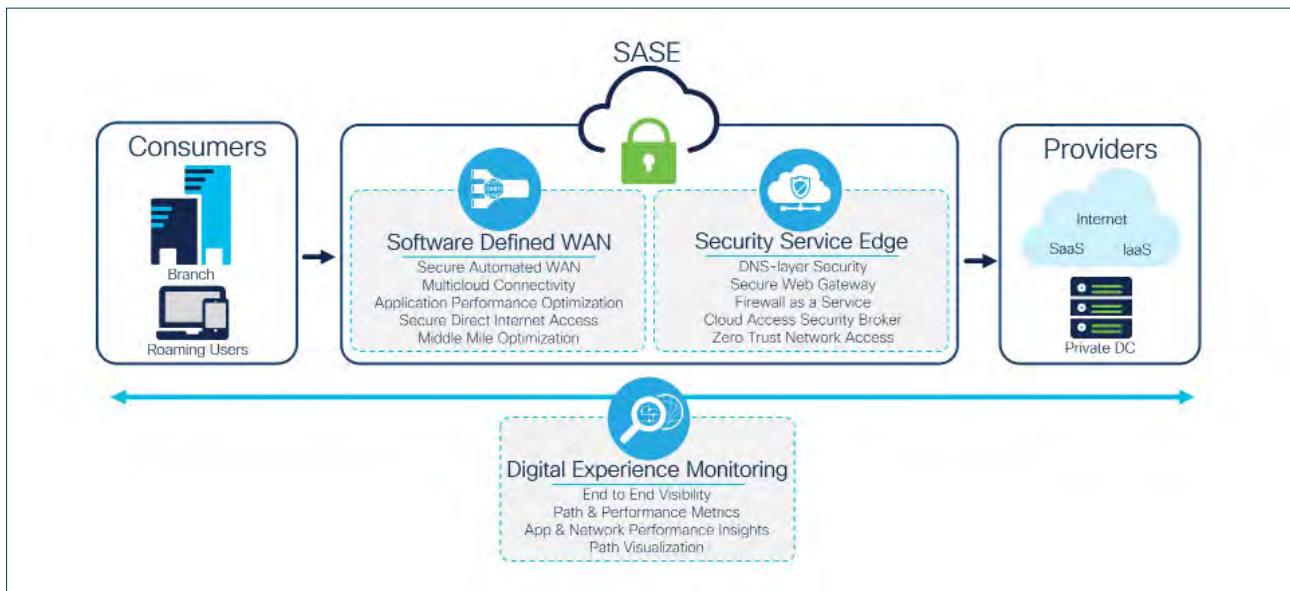 SASE
Consumers
Branch
Roaming Users
Software Defined WAN
Secure Automated WAN
Multicloud Connectivity
Application Performance Optimization
Secure Direct Internet Access
Middle Mile Optimization
Security Service Edge
DNS-layer Security
Secure Web Gateway
Firewall as a Service
Cloud Access Security Broker
Zero Trust Network Access
Providers
Internet
SaaS IaaS
Private DC
Digital Experience Monitoring
End to End Visibility
Path & Performance Metrics
App & Network Performance Insights
Path Visualization